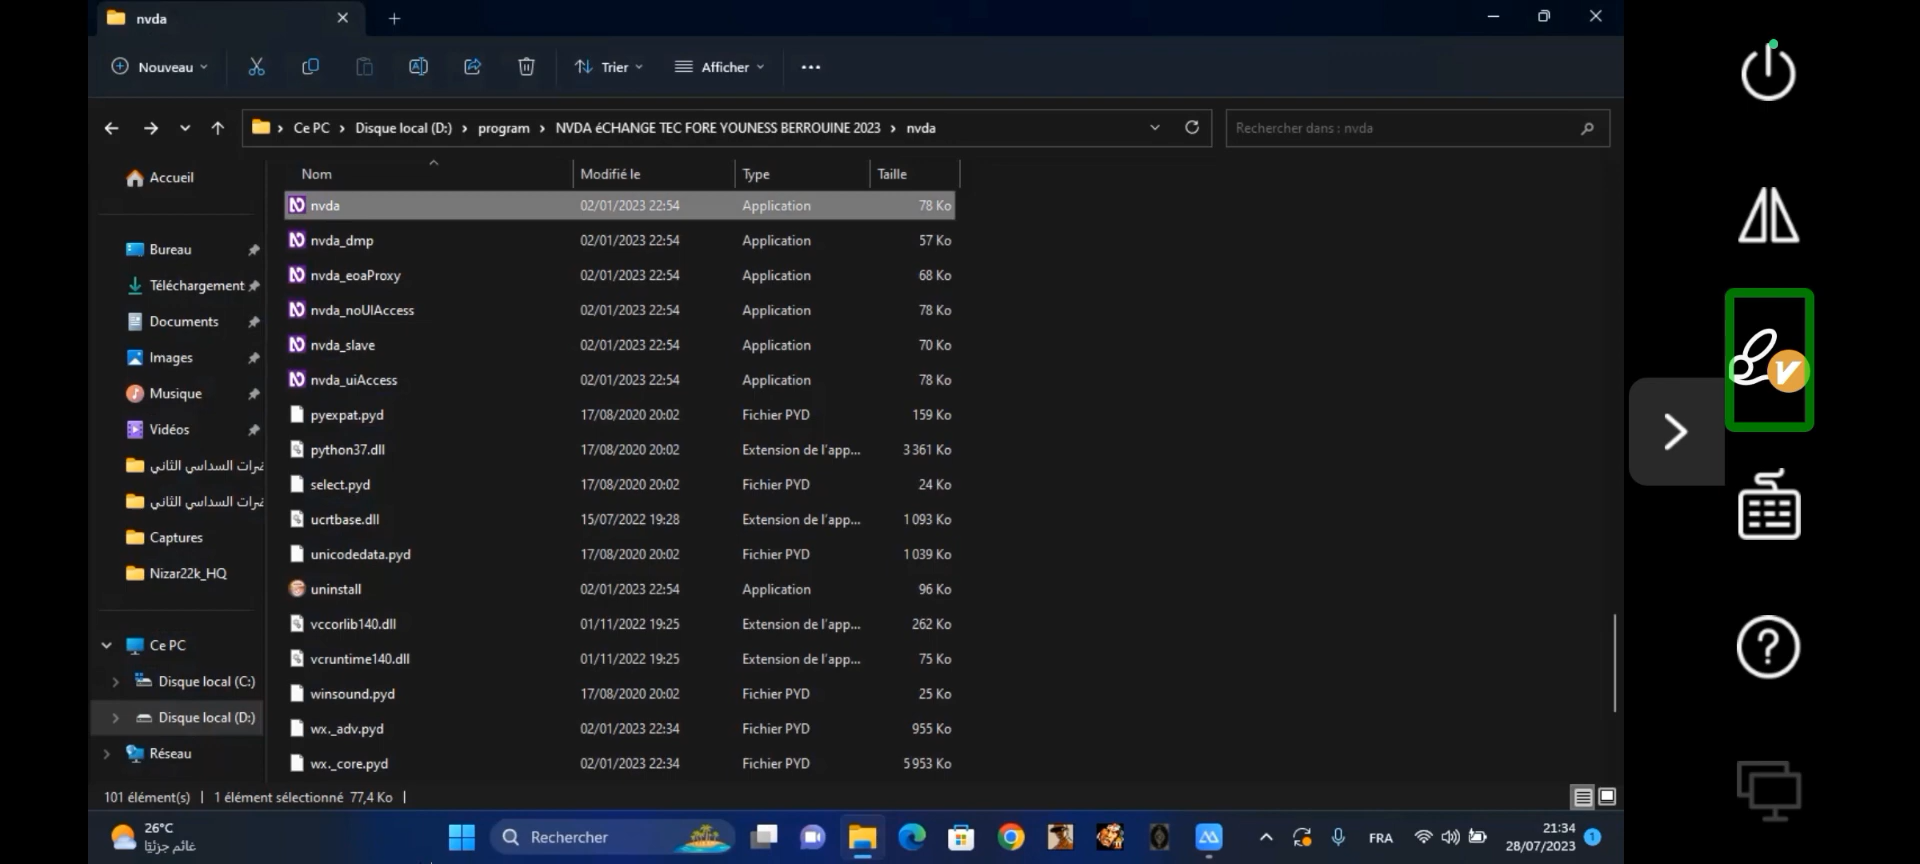 nvda
Nouveau
Trier
Afficher
Ce PC
Disque local (D:)
program
NVDA éCHANGE TEC FORE YOUNESS BERROUINE 2023
nvda
Rechercher dans : nvda
Accueil
Bureau
Téléchargement
Documents
Images
Musique
Vidéos
السداسي الثاني
السداسي الثاني
Captures
Nizar22k_HQ
Ce PC
Disque local (C:)
Disque local (D:)
Réseau
Nom Modifié le Type Taille
nvda 02/01/2023 22:54 Application 78 Ko
nvda_dmp 02/01/2023 22:54 Application 57 Ko
nvda_eoaProxy 02/01/2023 22:54 Application 68 Ko
nvda_noUIAccess 02/01/2023 22:54 Application 78 Ko
nvda_slave 02/01/2023 22:54 Application 70 Ko
nvda_uiAccess 02/01/2023 22:54 Application 78 Ko
pyexpat.pyd 17/08/2020 20:02 Fichier PYD 159 Ko
python37.dll 17/08/2020 20:02 Extension de l'app... 3 361 Ko
select.pyd 17/08/2020 20:02 Fichier PYD 24 Ko
ucrtbase.dll 15/07/2022 19:28 Extension de l'app... 1 093 Ko
unicodedata.pyd 17/08/2020 20:02 Fichier PYD 1 039 Ko
uninstall 02/01/2023 22:54 Application 96 Ko
vccorlib140.dll 01/11/2022 19:25 Extension de l'app... 262 Ko
vcruntime140.dll 01/11/2022 19:25 Extension de l'app... 75 Ko
winsound.pyd 17/08/2020 20:02 Fichier PYD 25 Ko
wx._adv.pyd 02/01/2023 22:34 Fichier PYD 955 Ko
wx._core.pyd 02/01/2023 22:34 Fichier PYD 5 953 Ko
101 élément(s) | 1 élément sélectionné 77,4 Ko |
26°C
غائم جزئيًا
Rechercher
FRA
21:34
28/07/2023
1